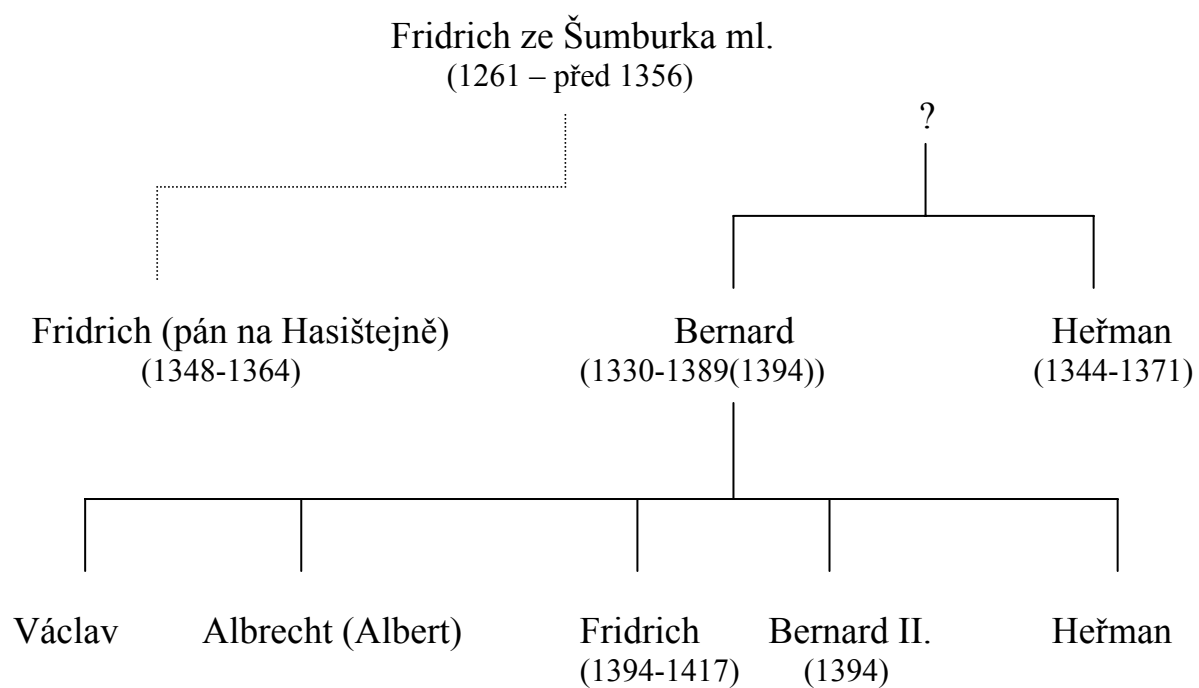 Fridrich ze Šumburka ml.
(1261 – před 1356)
?
Fridrich (pán na Hasištejně)
(1348-1364)
Bernard
(1330-1389(1394))
Heřman
(1344-1371)
Václav
Albrecht (Albert)
Fridrich
(1394-1417)
Bernard II.
(1394)
Heřman